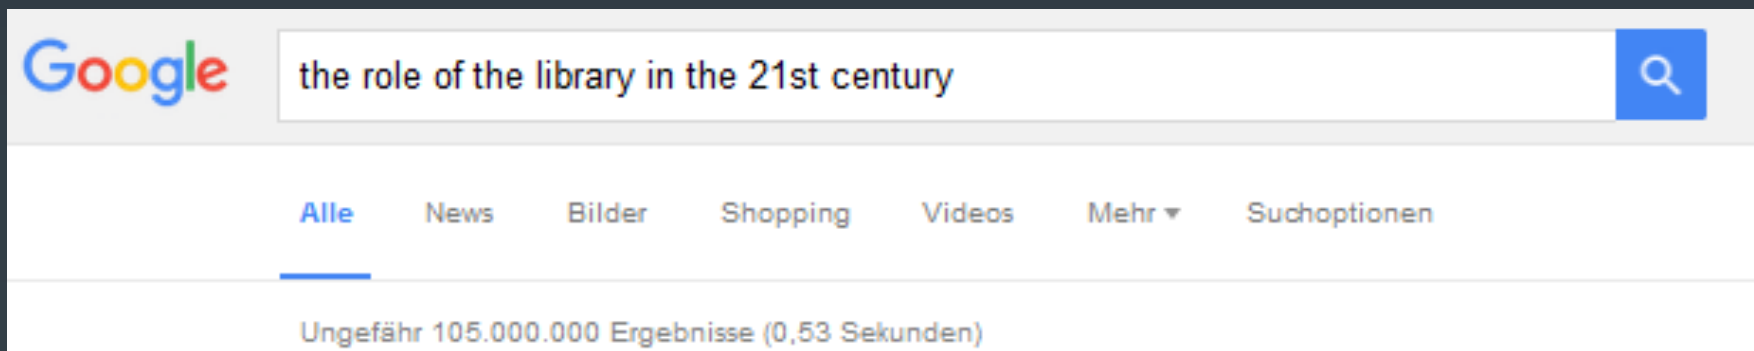 Google the role of the library in the 21st century
Alle News Bilder Shopping Videos Mehr Suchoptionen
Ungefähr 105.000.000 Ergebnisse (0,53 Sekunden)